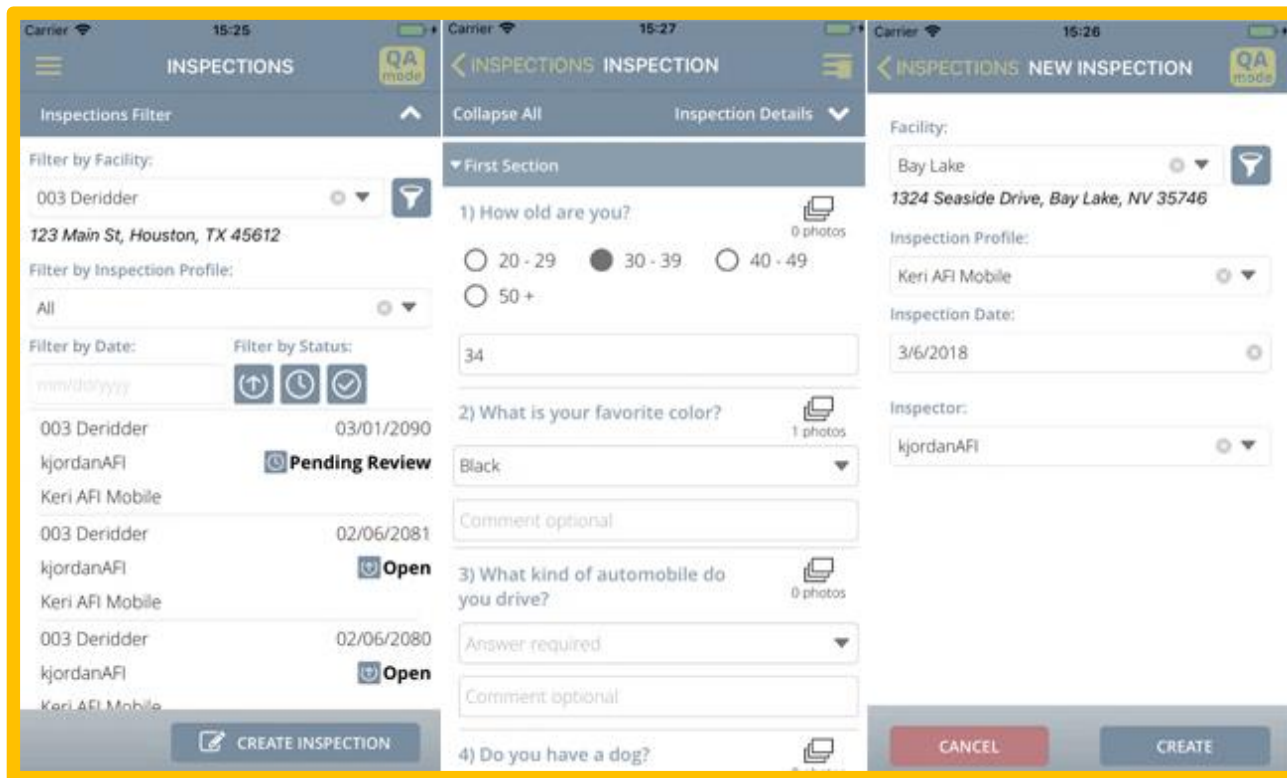 Carrier 15:25
INSPECTIONS QA mode
Inspections Filter
Filter by Facility:
003 Deridder
123 Main St, Houston, TX 45612
Filter by Inspection Profile:
All
Filter by Date: Filter by Status:
mm/dd/yyyy
003 Deridder 03/01/2090
kjordanAFI Pending Review
Keri AFI Mobile
003 Deridder 02/06/2081
kjordanAFI Open
Keri AFI Mobile
003 Deridder 02/06/2080
kjordanAFI Open
Keri AFI Mobile
CREATE INSPECTION
Carrier 15:27
INSPECTIONS INSPECTION
Collapse All Inspection Details
First Section
1) How old are you?
0 photos
20 - 29 30 - 39 40 - 49
50 +
34
2) What is your favorite color?
1 photos
Black
Comment optional
3) What kind of automobile do
you drive?
0 photos
Answer required
Comment optional
4) Do you have a dog?
Carrier 15:26
INSPECTIONS NEW INSPECTION QA mode
Facility:
Bay Lake
1324 Seaside Drive, Bay Lake, NV 35746
Inspection Profile:
Keri AFI Mobile
Inspection Date:
3/6/2018
Inspector:
kjordanAFI
CANCEL CREATE